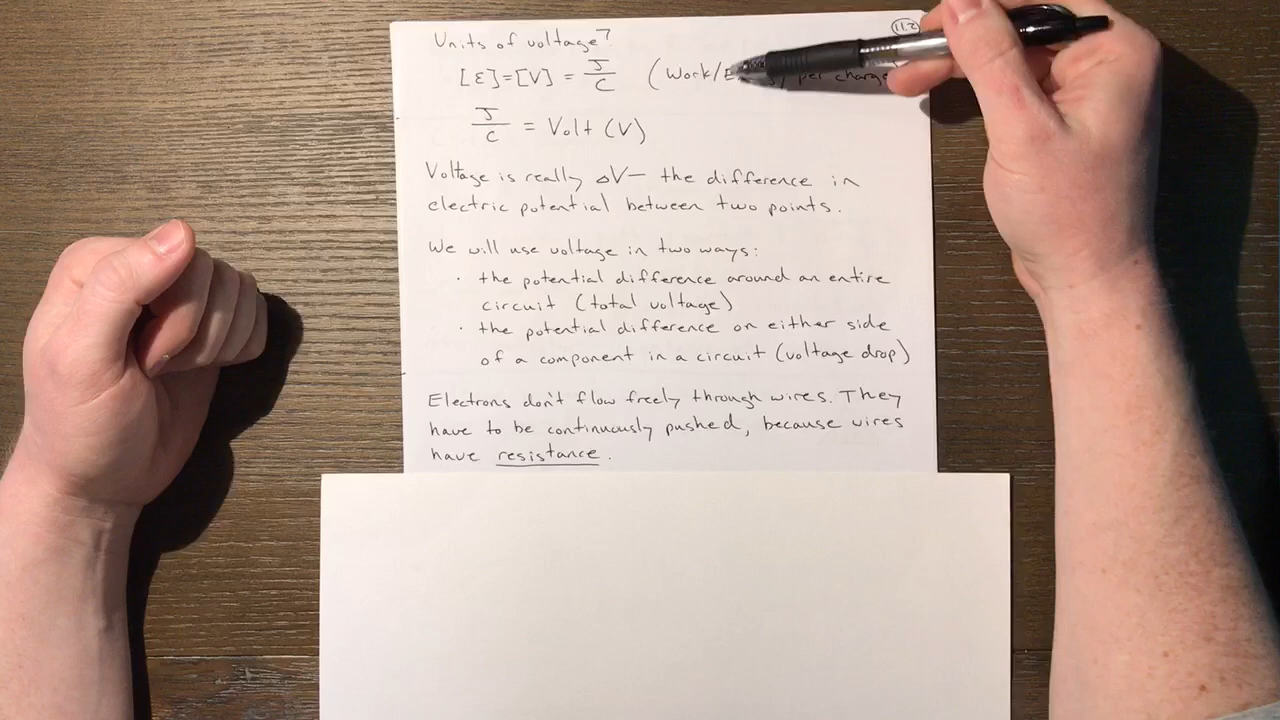 Units of voltage?
112
[ε]=[V] = J/C (Work/ per charge
J/C = Volt (V)
Voltage is really ΔV— the difference in
electric potential between two points.
We will use voltage in two ways:
· the potential difference around an entire
circuit (total voltage)
· the potential difference on either side
of a component in a circuit (voltage drop)
Electrons don't flow freely through wires. They
have to be continuously pushed, because wires
have resistance.